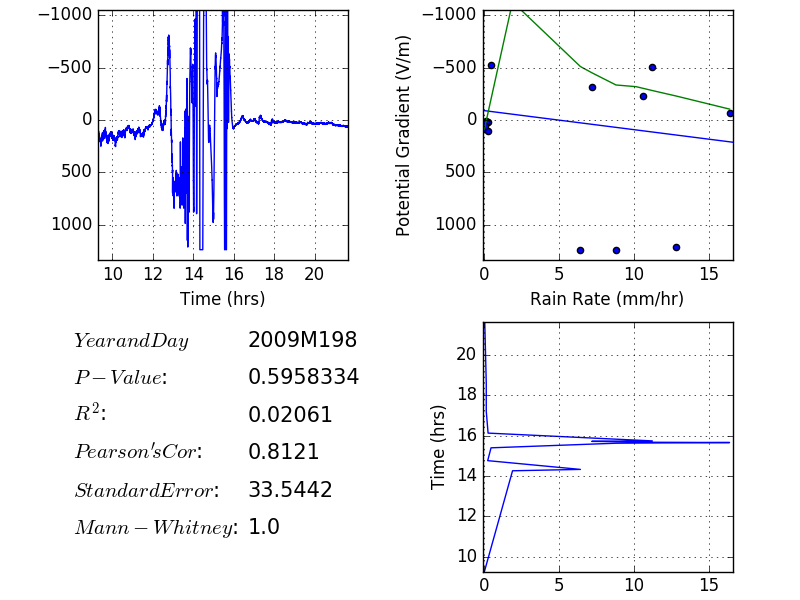 −1000
−500
0
500
1000
10 12 14 16 18 20
Time (hrs)
Potential Gradient (V/m)
−1000
−500
0
500
1000
0 5 10 15
Rain Rate (mm/hr)
YearandDay 2009M198
P − Value: 0.5958334
R²: 0.02061
Pearson'sCor: 0.8121
StandardError: 33.5442
Mann − Whitney: 1.0
Time (hrs)
20
18
16
14
12
10
0 5 10 15